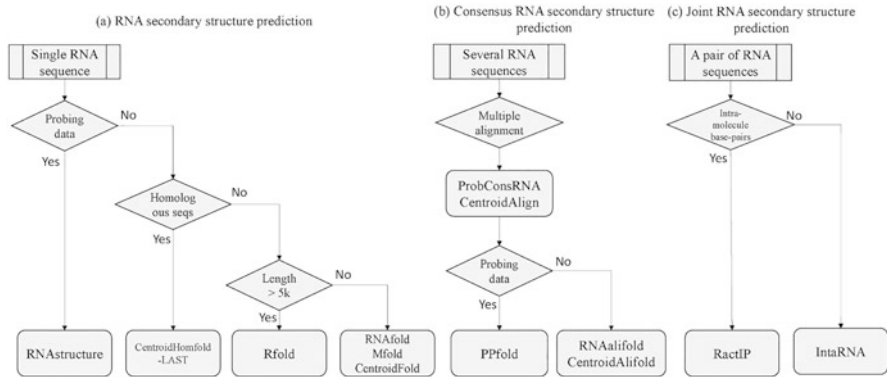 (a) RNA secondary structure prediction
Single RNA
sequence
Probing
data
No
Yes
Homolog
ous seqs
No
Yes
Length
> 5k
No
Yes
RNAstructure
CentroidHomfold
-LAST
Rfold
RNAfold
Mfold
CentroidFold
(b) Consensus RNA secondary structure
prediction
Several RNA
sequences
Multiple
alignment
ProbConsRNA
CentroidAlign
Probing
data
No
Yes
PPfold
RNAalifold
CentroidAlifold
(c) Joint RNA secondary structure
prediction
A pair of RNA
sequences
Intra-
molecule
base-pairs
No
Yes
RactIP
IntaRNA